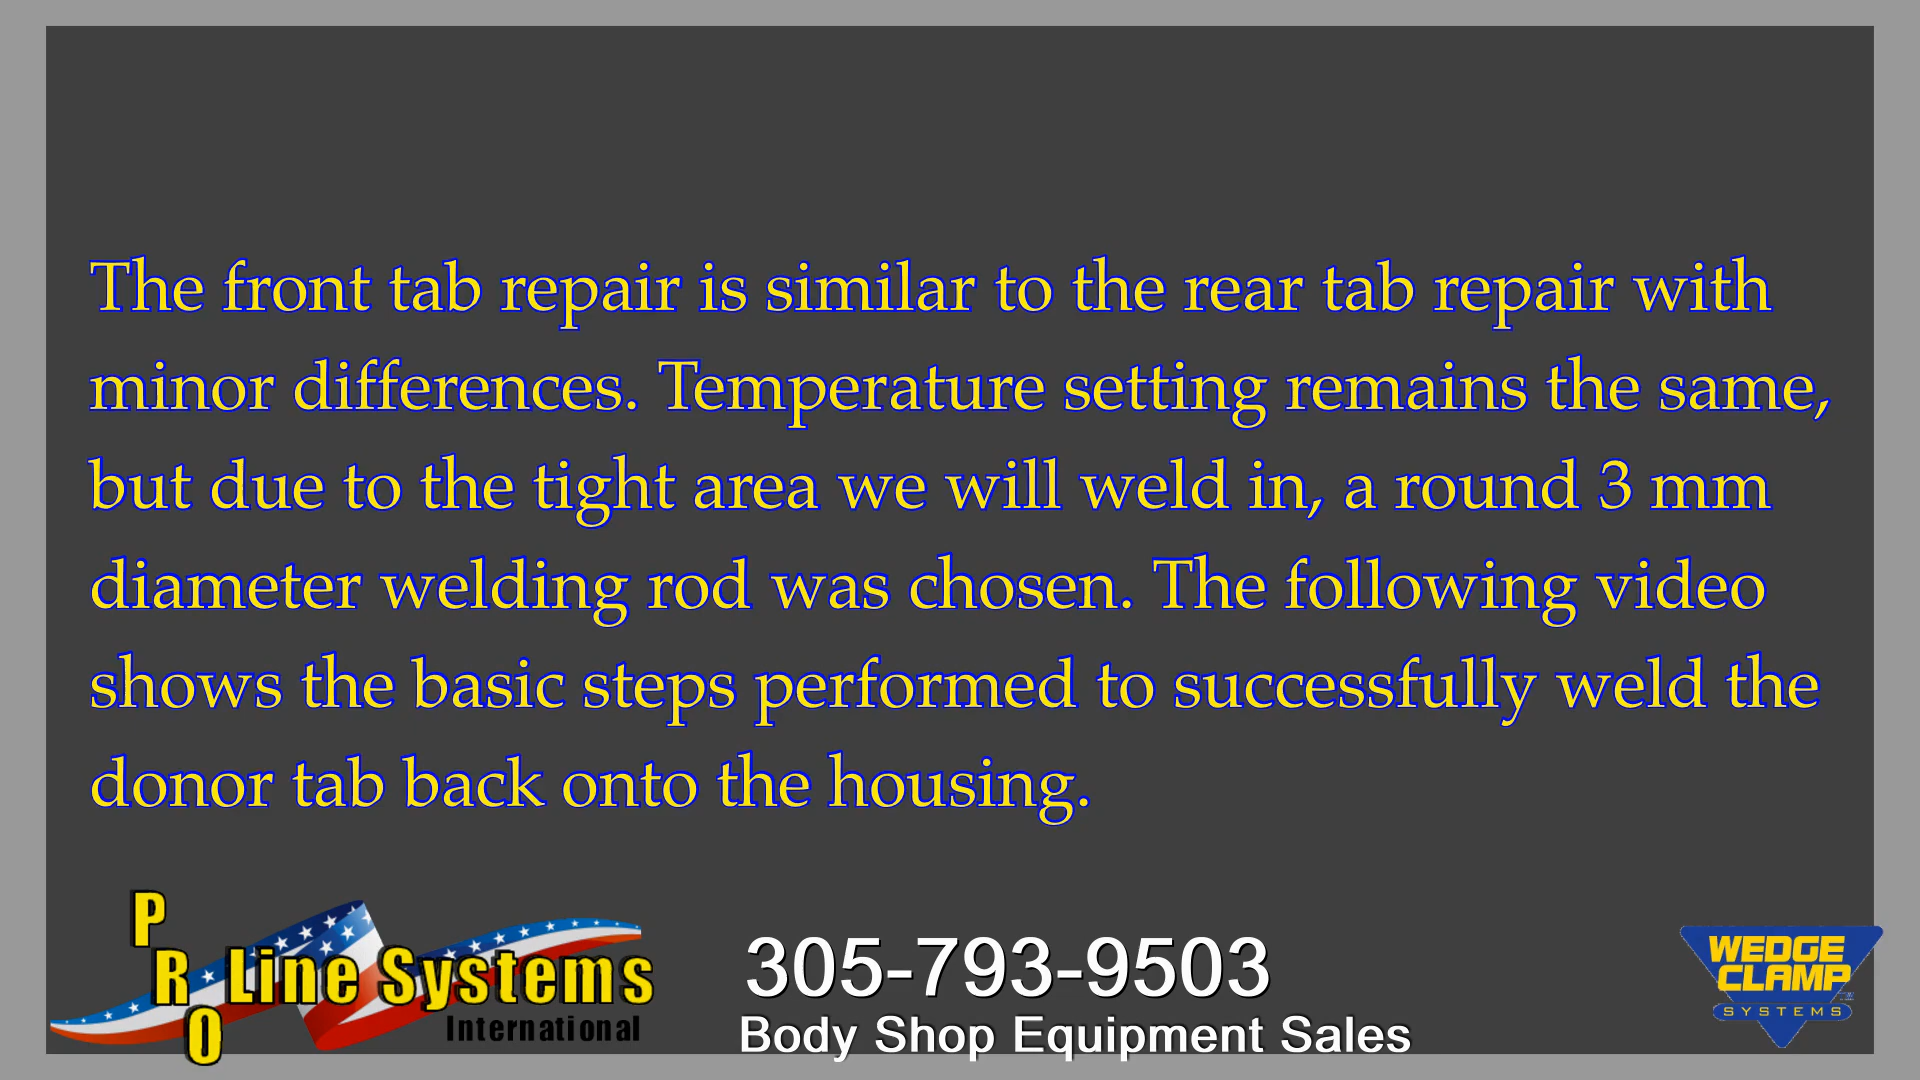 The front tab repair is similar to the rear tab repair with
minor differences. Temperature setting remains the same,
but due to the tight area we will weld in, a round 3 mm
diameter welding rod was chosen. The following video
shows the basic steps performed to successfully weld the
donor tab back onto the housing.
PRO Line Systems
International
305-793-9503
Body Shop Equipment Sales
WEDGE
CLAMP
SYSTEMS